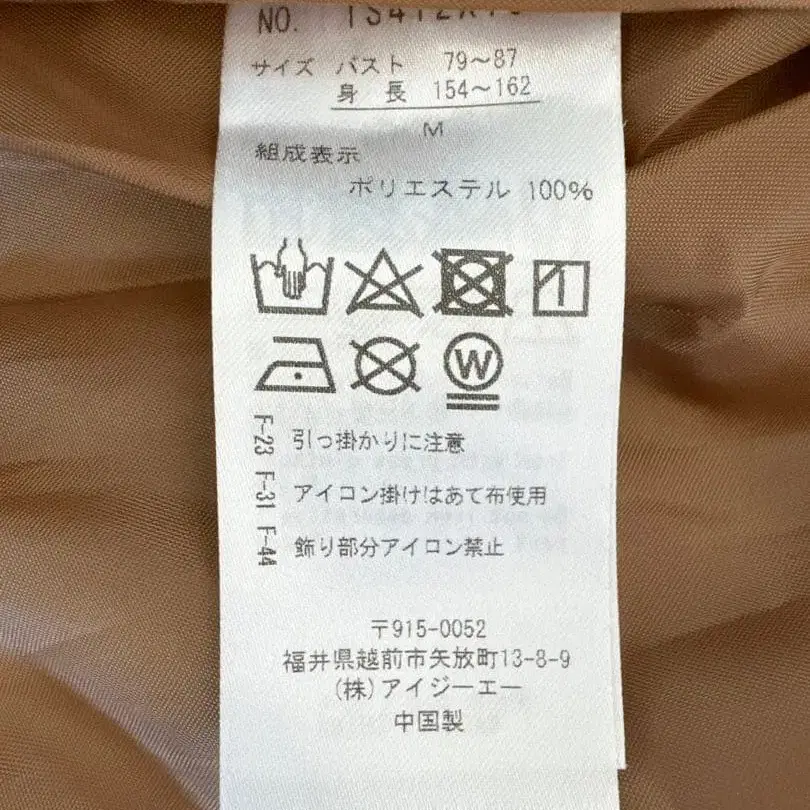 NO.
サイズ バスト 79〜87
身 長 154〜162
M
組成表示
ポリエステル 100%
W
F-23 引っ掛かりに注意
F-31 アイコン掛けはあて布使用
F-44 飾り部分アイロン禁止
〒915-0052
福井県越前市矢放町13-8-9
(株)アイジーエー
中国製